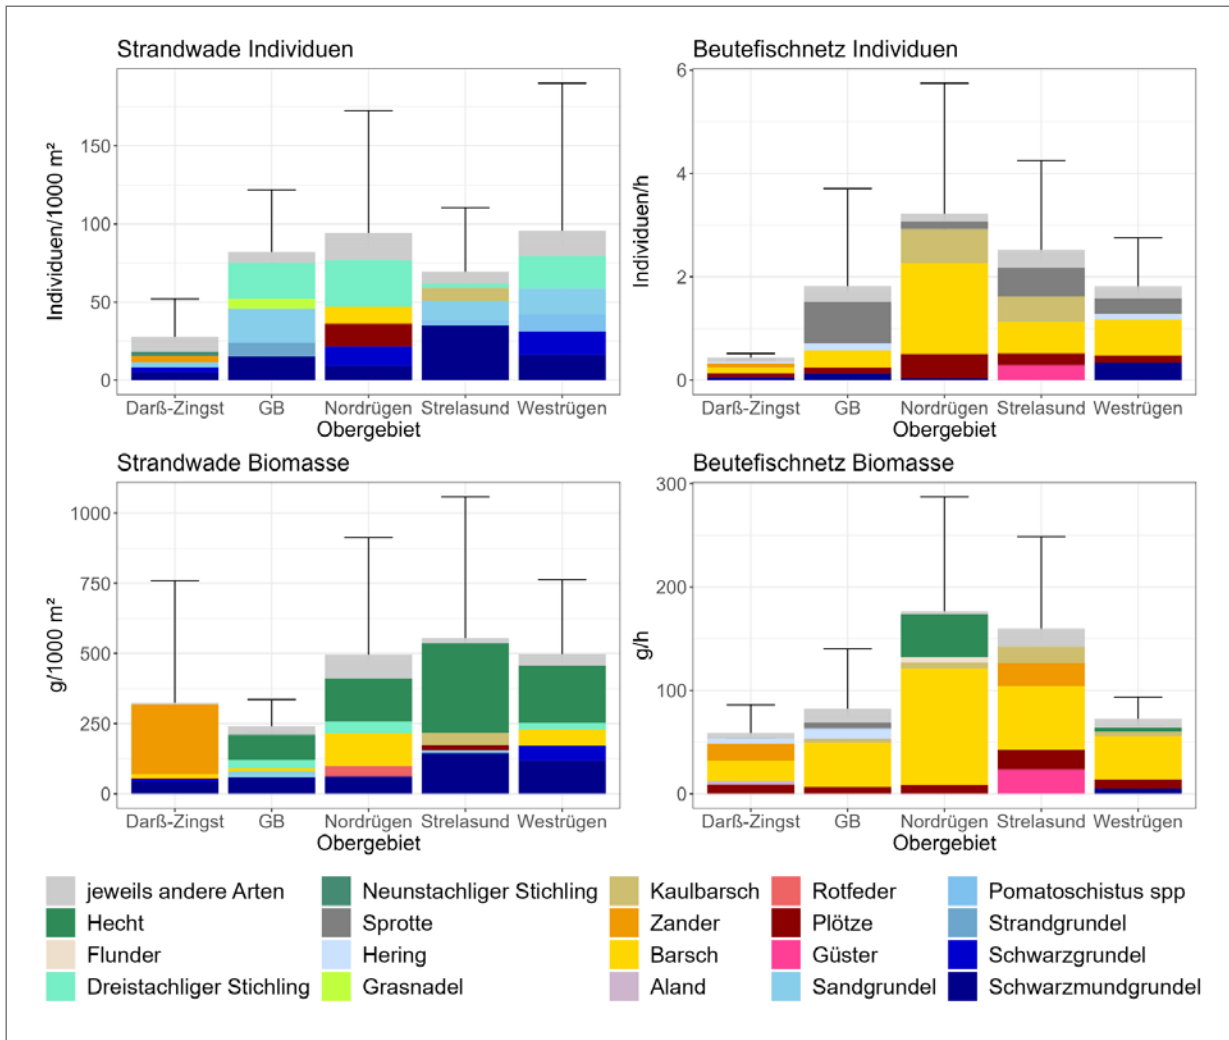 Strandwade Individuen
Individuen/1000 m²
150
100
50
0
Darß-Zingst GB Nordrügen Strelasund Westrügen
Obergebiet
Beutefischnetz Individuen
Individuen/h
6
4
2
0
Darß-Zingst GB Nordrügen Strelasund Westrügen
Obergebiet
Strandwade Biomasse
g/1000 m²
1000
750
500
250
0
Darß-Zingst GB Nordrügen Strelasund Westrügen
Obergebiet
Beutefischnetz Biomasse
g/h
300
200
100
0
Darß-Zingst GB Nordrügen Strelasund Westrügen
Obergebiet
jeweils andere Arten
Hecht
Flunder
Dreistachliger Stichling
Neunstachliger Stichling
Sprotte
Hering
Grasnadel
Kaulbarsch
Zander
Barsch
Aland
Rotfeder
Plötze
Güster
Sandgrundel
Pomatoschistus spp
Strandgrundel
Schwarzgrundel
Schwarzmundgrundel